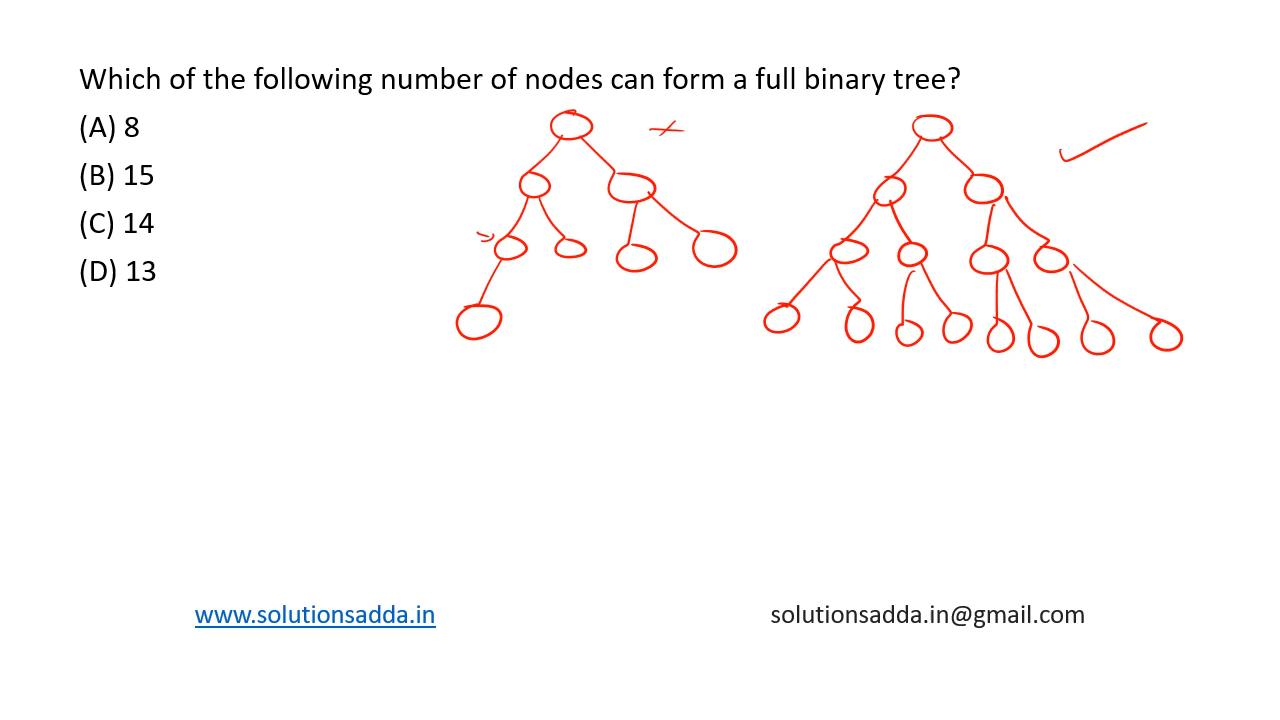 Which of the following number of nodes can form a full binary tree?
(A) 8
(B) 15
(C) 14
(D) 13
www.solutionsadda.in
solutionsadda.in@gmail.com